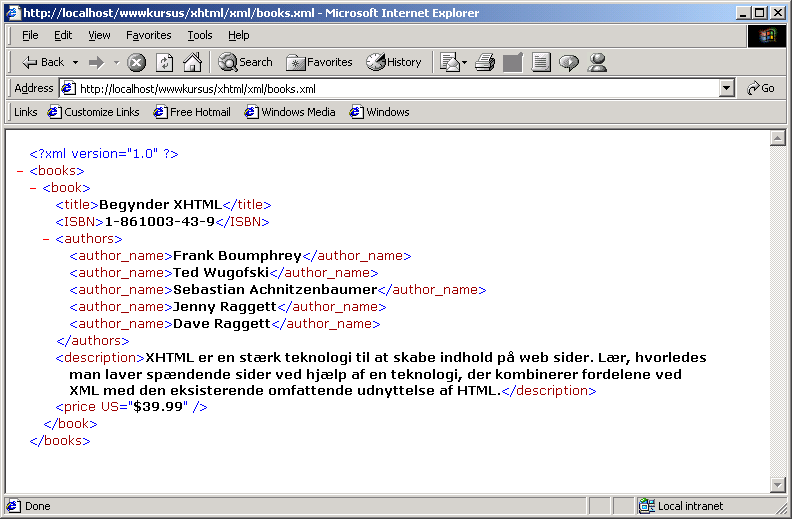 http://localhost/wwwkursus/xhtml/xml/books.xml - Microsoft Internet Explorer
File Edit View Favorites Tools Help
Back Search Favorites History
Address http://localhost/wwwkursus/xhtml/xml/books.xml Go
Links Customize Links Free Hotmail Windows Media Windows
<?xml version="1.0" ?>
- <books>
- <book>
<title>Begynder XHTML</title>
<ISBN>1-861003-43-9</ISBN>
- <authors>
<author_name>Frank Boumphrey</author_name>
<author_name>Ted Wugofski</author_name>
<author_name>Sebastian Achnitzenbaumer</author_name>
<author_name>Jenny Raggett</author_name>
<author_name>Dave Raggett</author_name>
</authors>
<description>XHTML er en stærk teknologi til at skabe indhold på web sider. Lær, hvorledes
man laver spændende sider ved hjælp af en teknologi, der kombinerer fordelene ved
XML med den eksisterende omfattende udnyttelse af HTML.</description>
<price US="$39.99" />
</book>
</books>
Done Local intranet